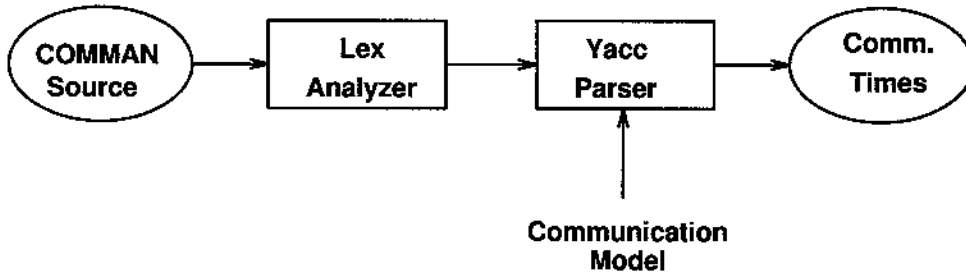 COMMAN
Source
Lex
Analyzer
Yacc
Parser
Comm.
Times
Communication
Model